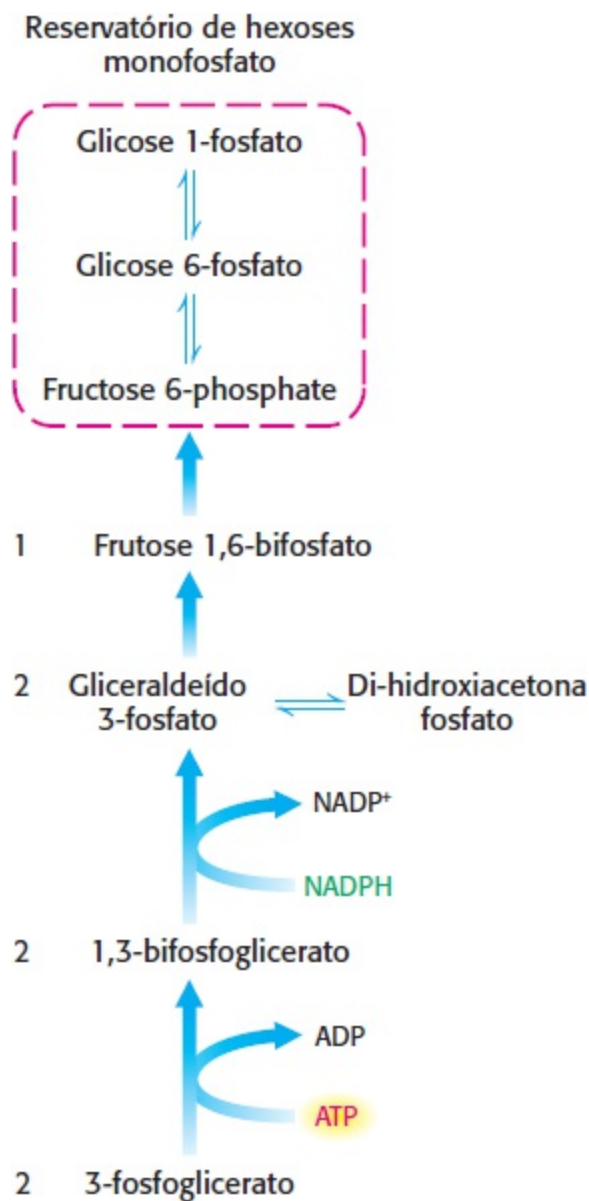 Reservatório de hexoses
monofosfato
Glicose 1-fosfato
Glicose 6-fosfato
Fructose 6-phosphate
1 Frutose 1,6-bifosfato
2 Gliceraldeído Di-hidroxiacetona
3-fosfato fosfato
NADP+
NADPH
2 1,3-bifosfoglicerato
ADP
ATP
2 3-fosfoglicerato